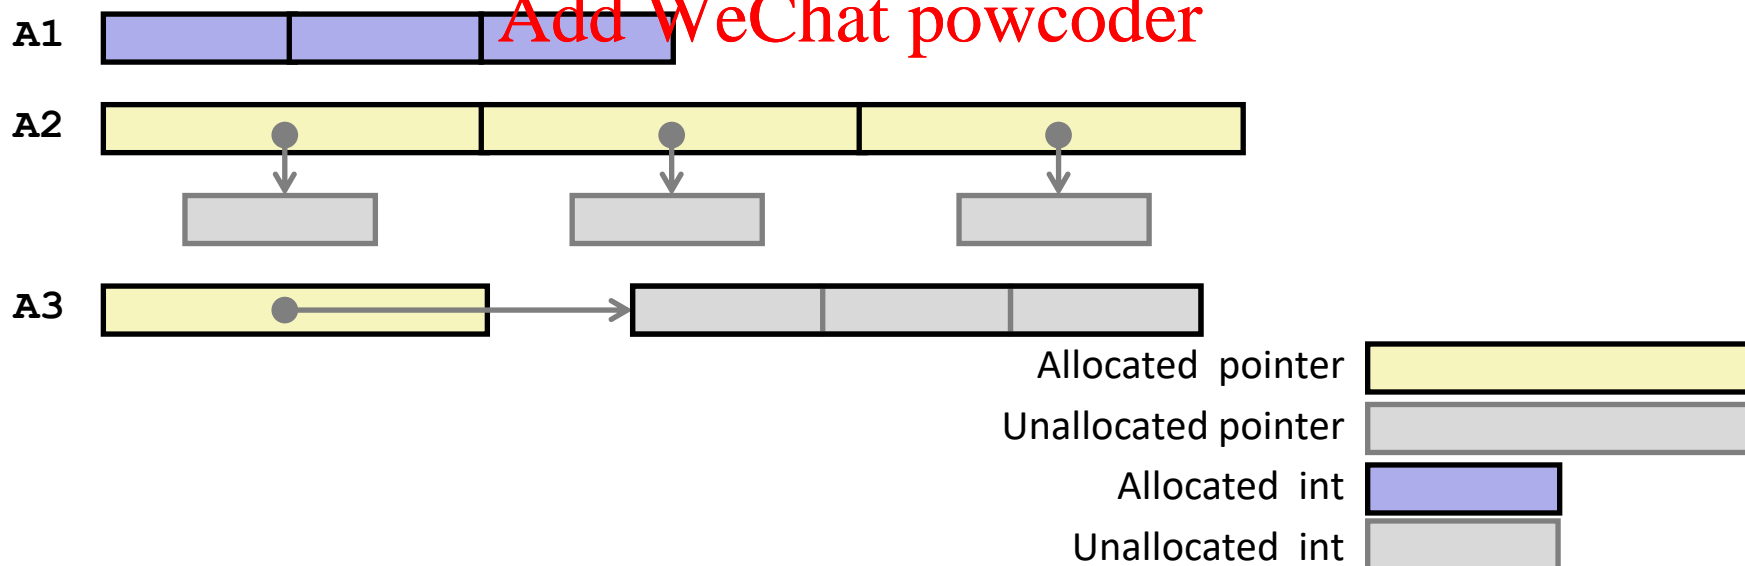 Add WeChat powcoder
A1
A2
A3
Allocated pointer
Unallocated pointer
Allocated int
Unallocated int